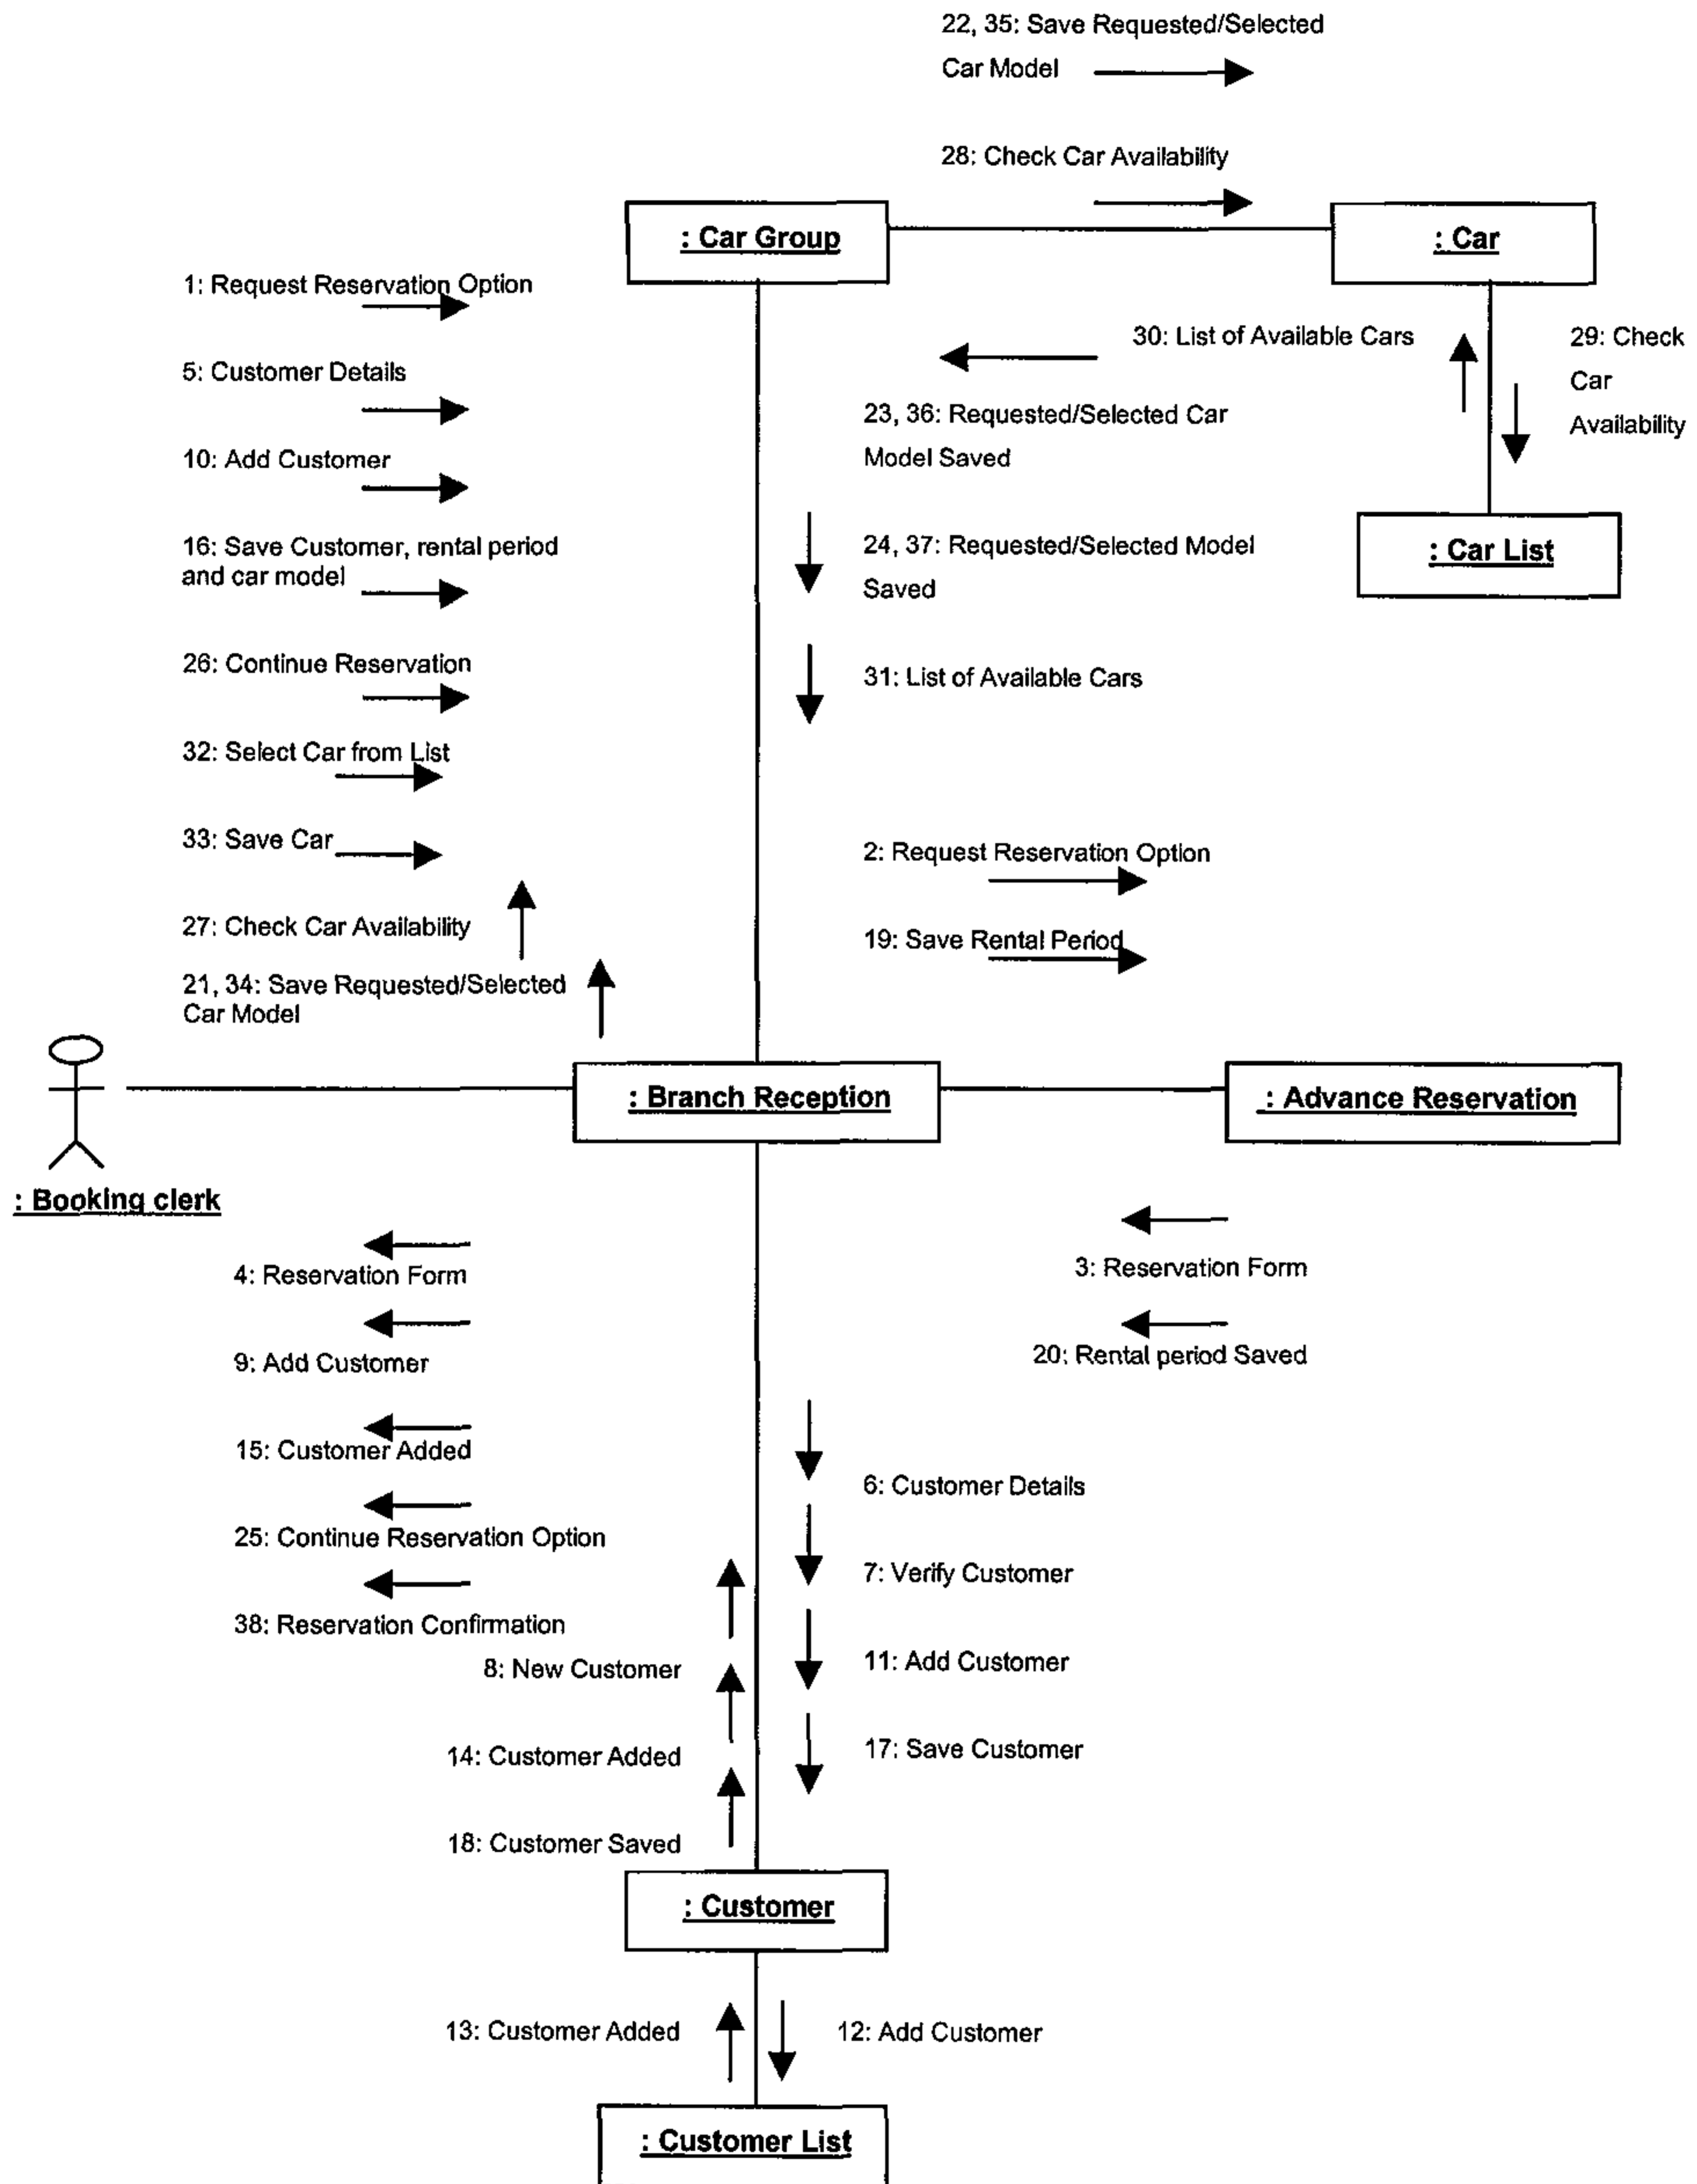 22, 35: Save Requested/Selected
Car Model
28: Check Car Availability
: Car Group
: Car
1: Request Reservation Option
30: List of Available Cars
29: Check
Car
Availability
5: Customer Details
23, 36: Requested/Selected Car
Model Saved
10: Add Customer
16: Save Customer, rental period
and car model
24, 37: Requested/Selected Model
Saved
: Car List
26: Continue Reservation
31: List of Available Cars
32: Select Car from List
33: Save Car
2: Request Reservation Option
27: Check Car Availability
19: Save Rental Period
21, 34: Save Requested/Selected
Car Model
: Branch Reception
: Advance Reservation
: Booking clerk
4: Reservation Form
3: Reservation Form
9: Add Customer
20: Rental period Saved
15: Customer Added
6: Customer Details
25: Continue Reservation Option
7: Verify Customer
38: Reservation Confirmation
8: New Customer
11: Add Customer
14: Customer Added
17: Save Customer
18: Customer Saved
: Customer
13: Customer Added
12: Add Customer
: Customer List